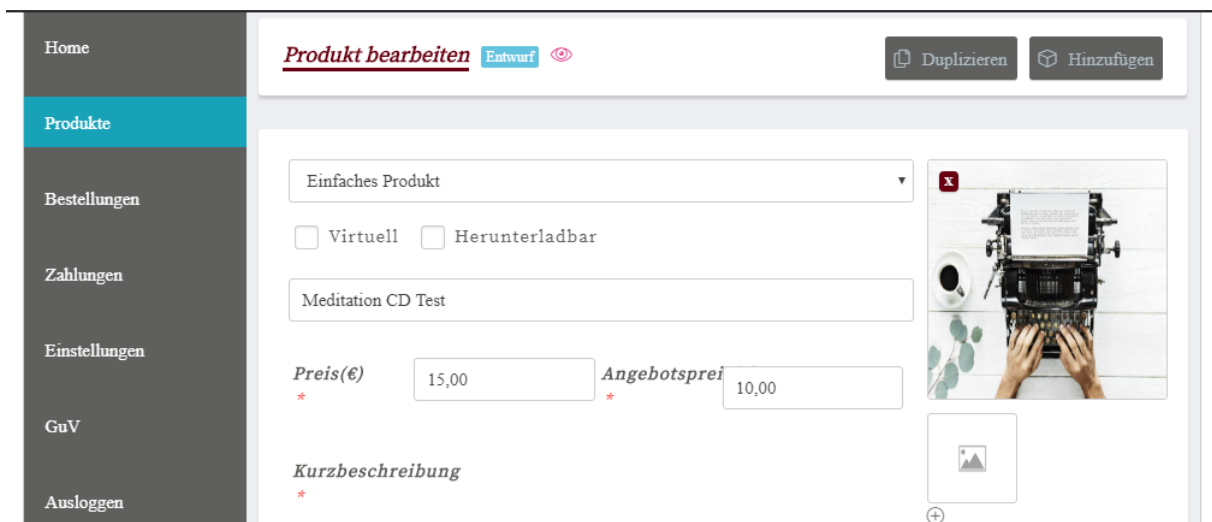 Home
Produkt bearbeiten Entwurf
Duplizieren
Hinzufügen
Produkte
Bestellungen
Zahlungen
Einstellungen
GuV
Ausloggen
Einfaches Produkt
x
Virtuell
Herunterladbar
Meditation CD Test
Preis(€)
*
15,00
Angebotsprei
*
10,00
Kurzbeschreibung
*